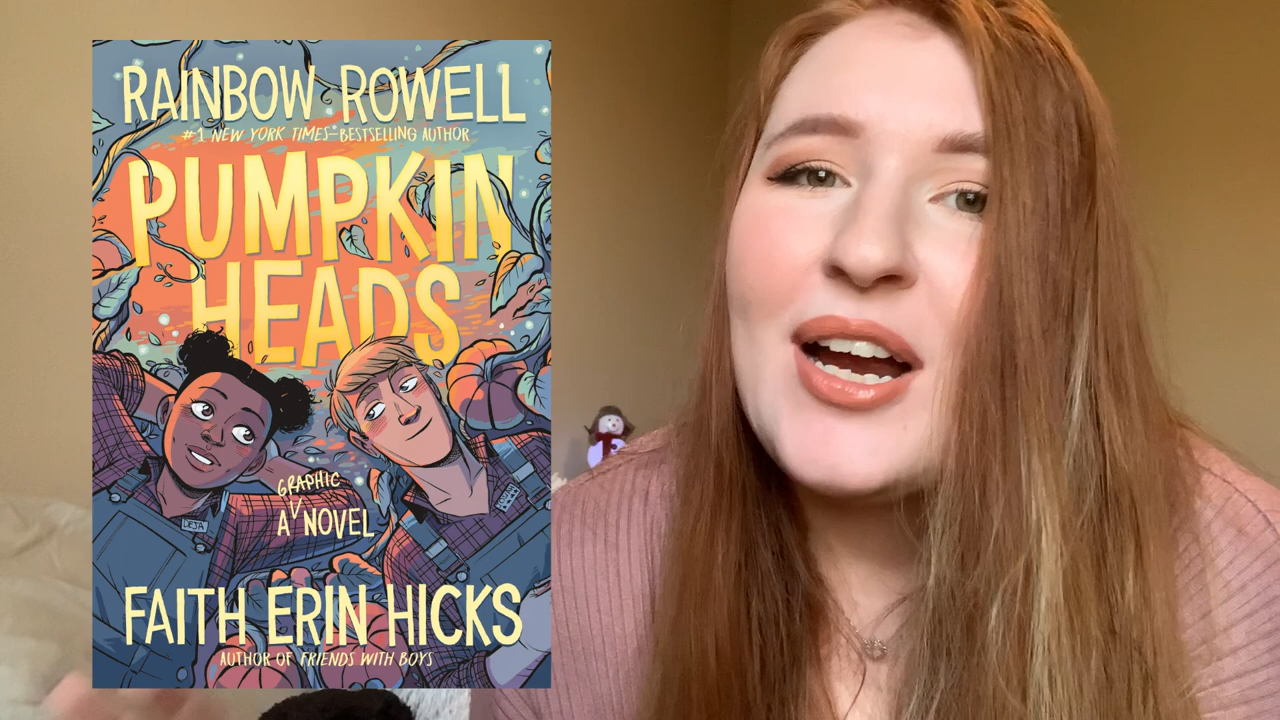 RAINBOW ROWELL
#1 NEW YORK TIMES–BESTSELLING AUTHOR
PUMPKIN
HEADS
GRAPHIC
A V NOVEL
DEJA
FAITH ERIN HICKS
AUTHOR OF FRIENDS WITH BOYS